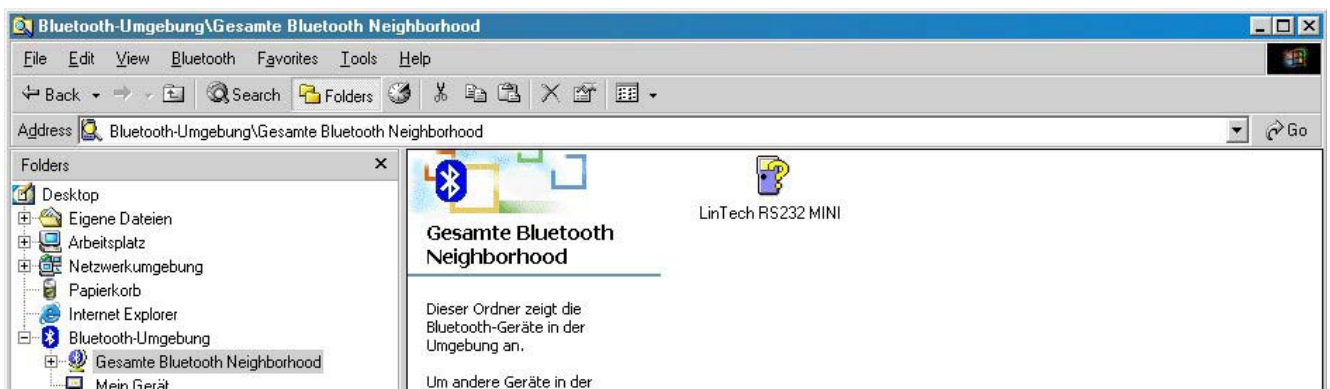 Bluetooth-Umgebung\Gesamte Bluetooth Neighborhood
File Edit View Bluetooth Favorites Tools Help
Back Search Folders
Address Bluetooth-Umgebung\Gesamte Bluetooth Neighborhood Go
Folders
Desktop
Eigene Dateien
Arbeitsplatz
Netzwerkumgebung
Papierkorb
Internet Explorer
Bluetooth-Umgebung
Gesamte Bluetooth Neighborhood
Mein Gerät
Gesamte Bluetooth
Neighborhood
Dieser Ordner zeigt die
Bluetooth-Geräte in der
Umgebung an.
Um andere Geräte in der
LinTech RS232 MINI